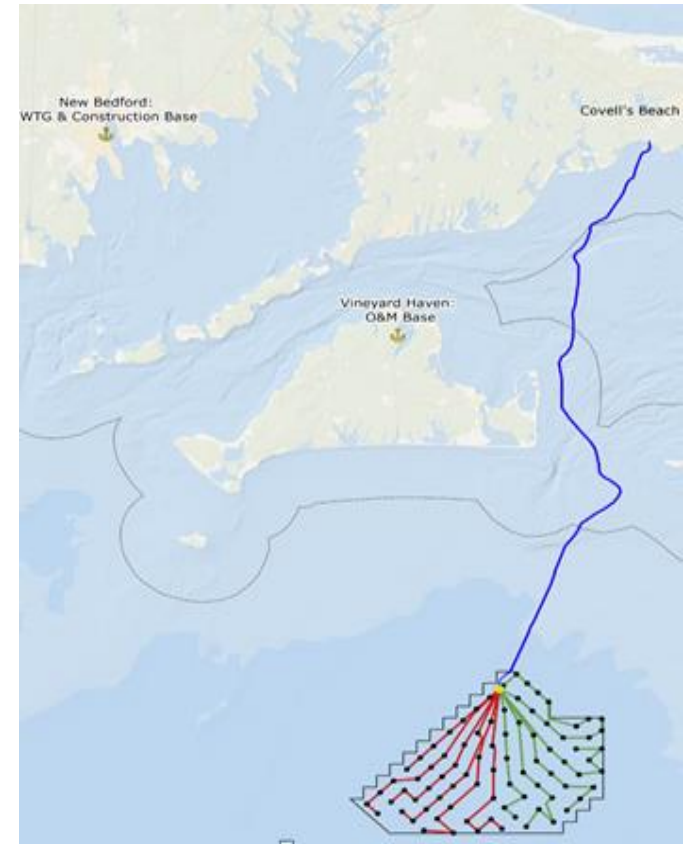 New Bedford:
WTG & Construction Base
Covell's Beach
Vineyard Haven:
O&M Base